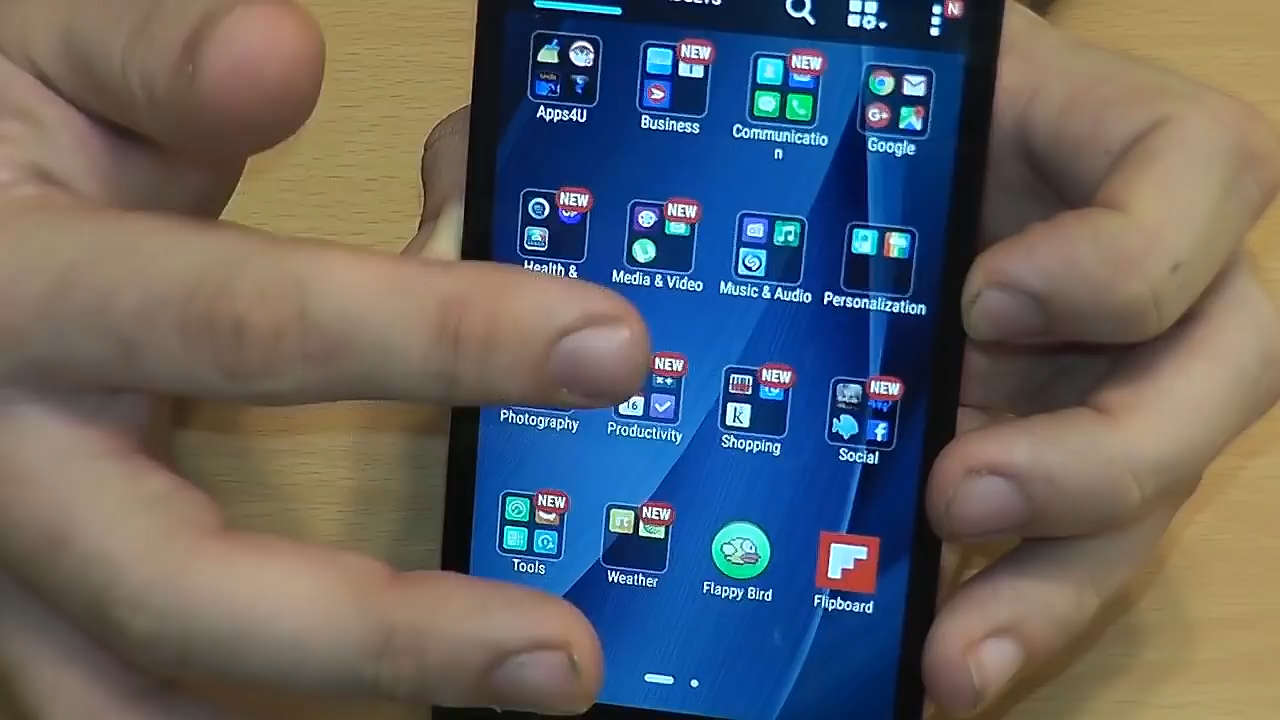 N
NEW
NEW
Apps4U
Business
Communicatio
n
Google
G+
NEW
NEW
Health &
Media & Video
Music & Audio
Personalization
NEW
NEW
NEW
16
k
f
Photography
Productivity
Shopping
Social
NEW
NEW
°C
Tools
Weather
Flappy Bird
Flipboard